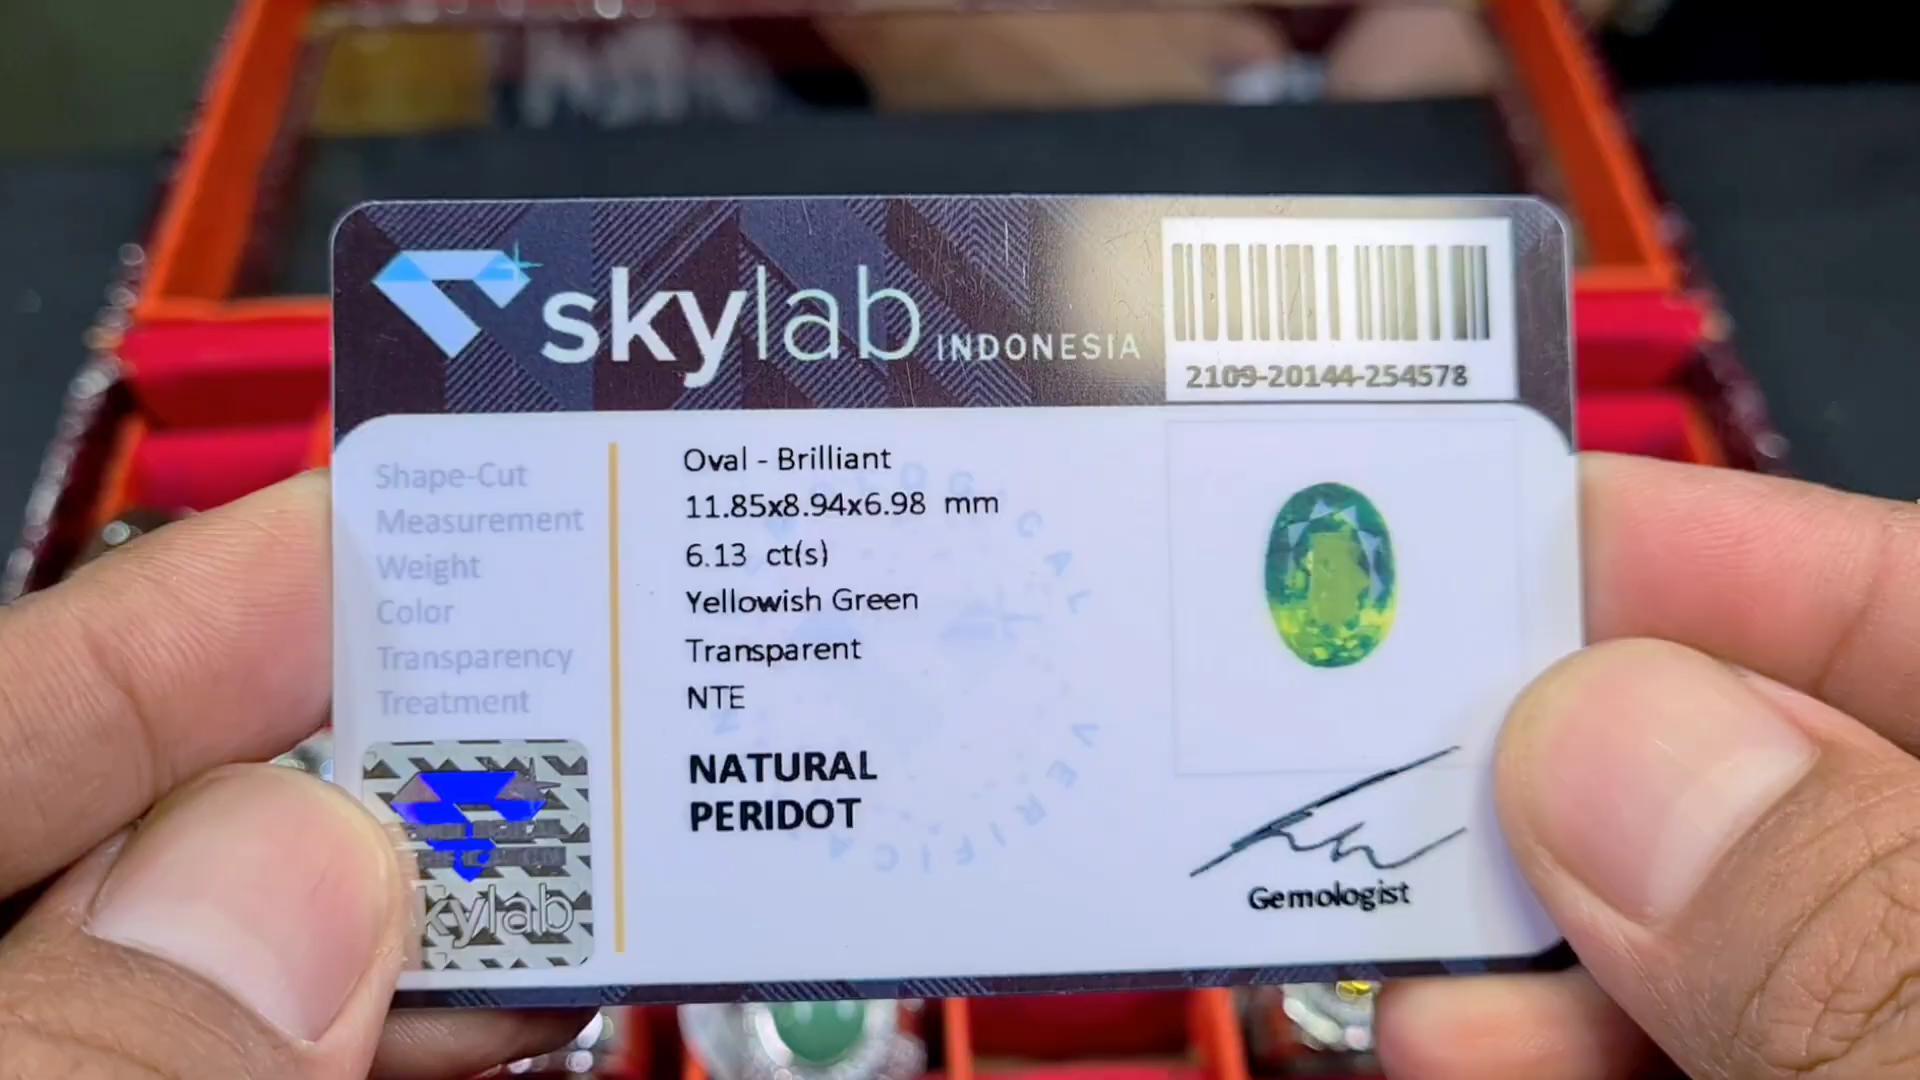 skylab INDONESIA
2109-20144-254578
Shape-Cut Oval - Brilliant
Measurement 11.85x8.94x6.98 mm
Weight 6.13 ct(s)
Color Yellowish Green
Transparency Transparent
Treatment NTE
NATURAL
PERIDOT
kylab
Gemologist